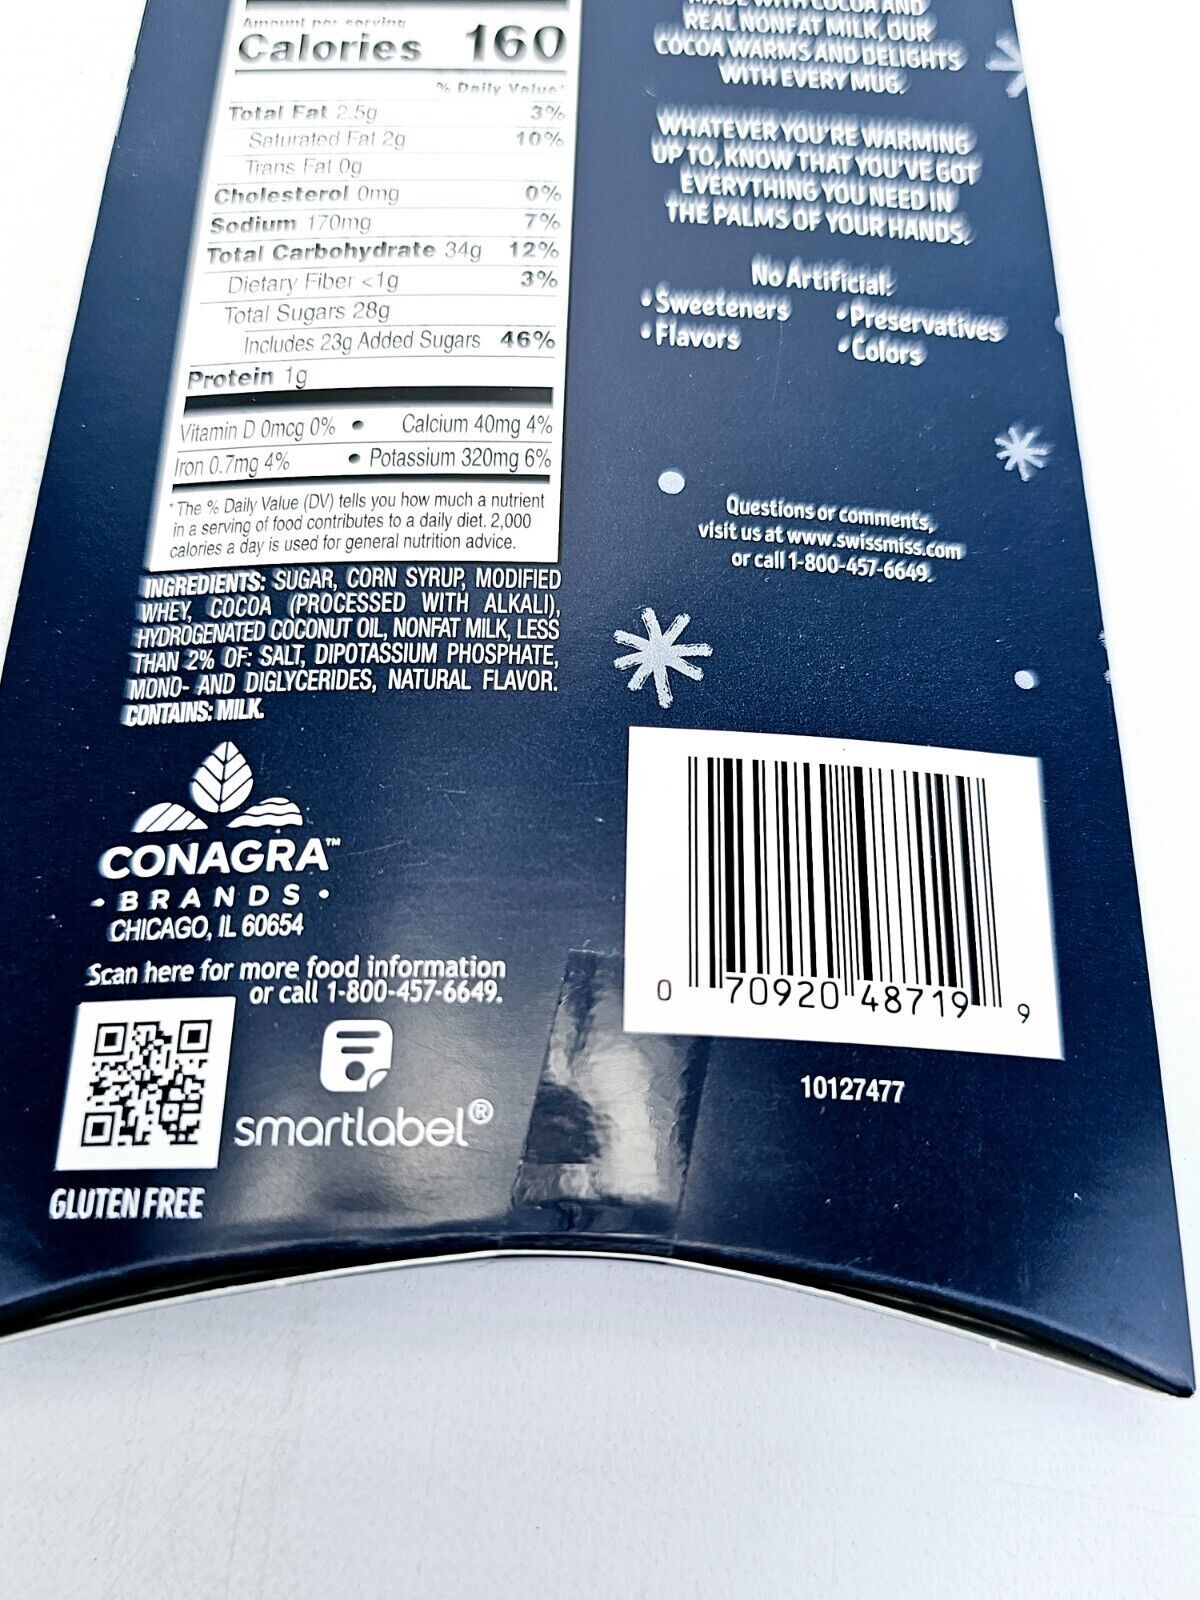 Amount per serving
Calories 160
% Daily Value*
Total Fat 2.5g 3%
Saturated Fat 2g 10%
Trans Fat 0g
Cholesterol 0mg 0%
Sodium 170mg 7%
Total Carbohydrate 34g 12%
Dietary Fiber <1g 3%
Total Sugars 28g
Includes 23g Added Sugars 46%
Protein 1g
Vitamin D 0mcg 0% • Calcium 40mg 4%
Iron 0.7mg 4% • Potassium 320mg 6%
*The % Daily Value (DV) tells you how much a nutrient
in a serving of food contributes to a daily diet. 2,000
calories a day is used for general nutrition advice.
INGREDIENTS: SUGAR, CORN SYRUP, MODIFIED
WHEY, COCOA (PROCESSED WITH ALKALI),
HYDROGENATED COCONUT OIL, NONFAT MILK, LESS
THAN 2% OF: SALT, DIPOTASSIUM PHOSPHATE,
MONO- AND DIGLYCERIDES, NATURAL FLAVOR.
CONTAINS: MILK.
CONAGRA™
• BRANDS •
CHICAGO, IL 60654
Scan here for more food information
or call 1-800-457-6649.
smartlabel®
GLUTEN FREE
MADE WITH COCOA AND
REAL NONFAT MILK, OUR
COCOA WARMS AND DELIGHTS
WITH EVERY MUG.
WHATEVER YOU'RE WARMING
UP TO, KNOW THAT YOU'VE GOT
EVERYTHING YOU NEED IN
THE PALMS OF YOUR HANDS.
No Artificial:
• Sweeteners • Preservatives
• Flavors • Colors
Questions or comments,
visit us at www.swissmiss.com
or call 1-800-457-6649.
0 70920 48719 9
10127477